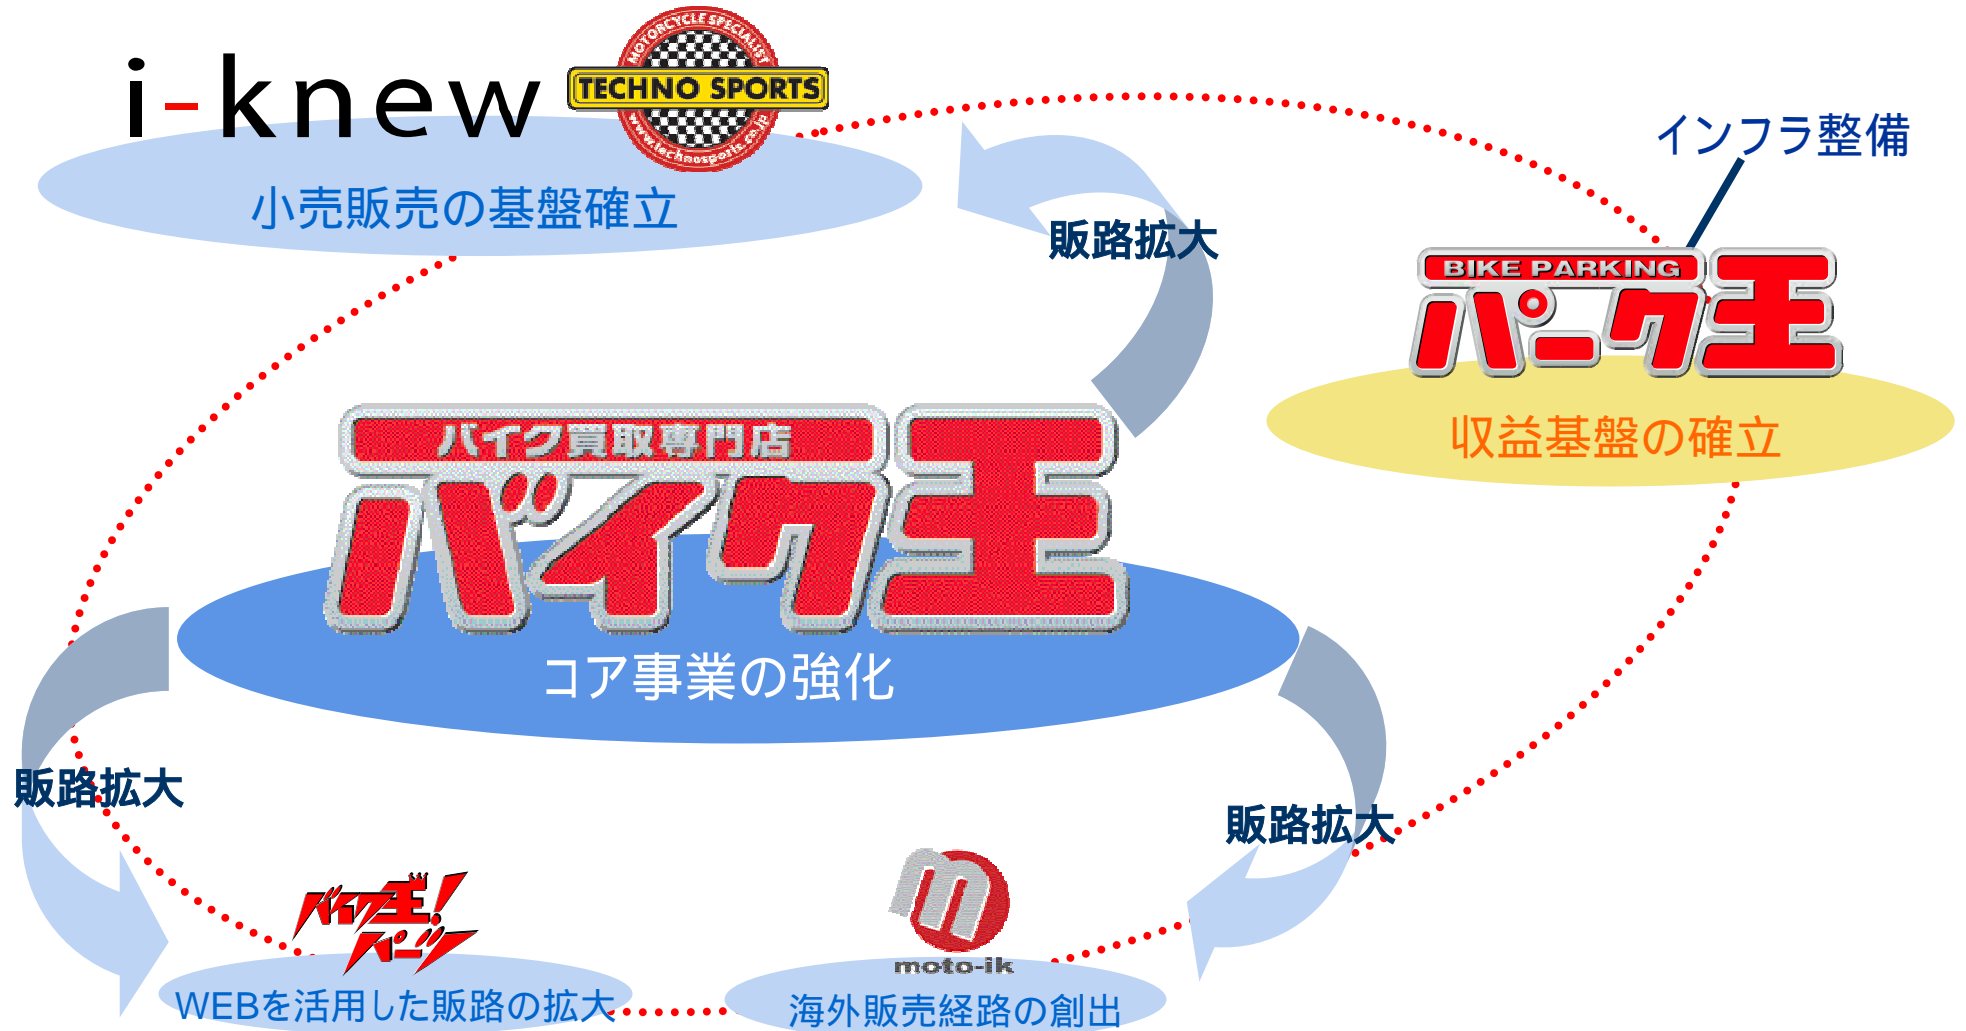 i-knew
MOTORCYCLE SPECIALIST
TECHNO SPORTS
www.technosports.co.jp
小売販売の基盤確立
インフラ整備
販路拡大
BIKE PARKING
パーク王
収益基盤の確立
バイク買取専門店
バイク王
コア事業の強化
販路拡大
販路拡大
バイク王!
パーツ
WEBを活用した販路の拡大
m
moto-ik
海外販売経路の創出